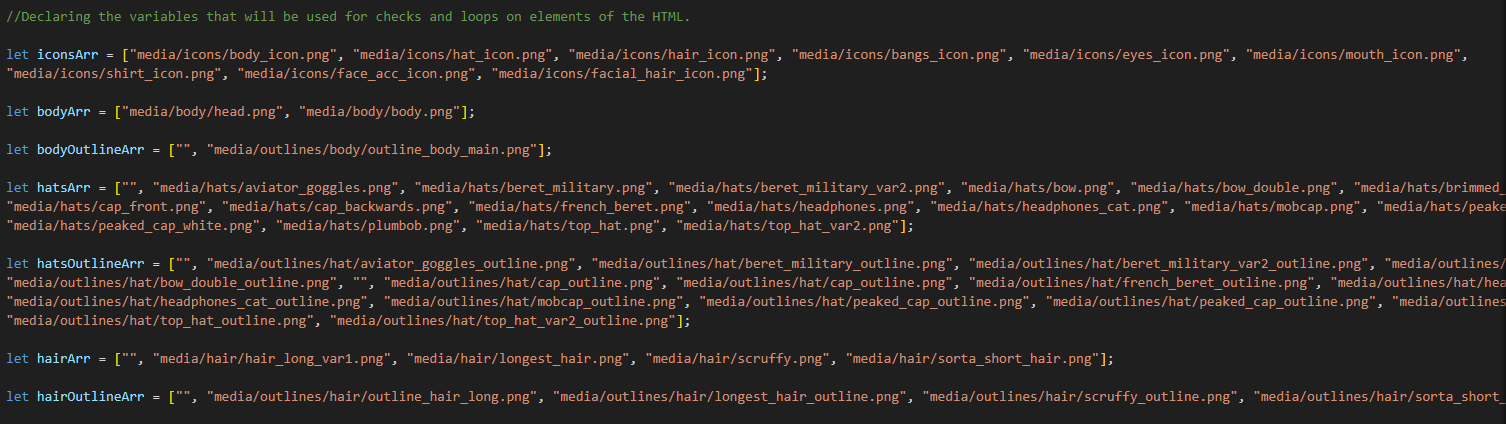 //Declaring the variables that will be used for checks and loops on elements of the HTML.
let iconsArr = ["media/icons/body_icon.png", "media/icons/hat_icon.png", "media/icons/hair_icon.png", "media/icons/bangs_icon.png", "media/icons/eyes_icon.png", "media/icons/mouth_icon.png",
"media/icons/shirt_icon.png", "media/icons/face_acc_icon.png", "media/icons/facial_hair_icon.png"];
let bodyArr = ["media/body/head.png", "media/body/body.png"];
let bodyOutlineArr = ["", "media/outlines/body/outline_body_main.png"];
let hatsArr = ["", "media/hats/aviator_goggles.png", "media/hats/beret_military.png", "media/hats/beret_military_var2.png", "media/hats/bow.png", "media/hats/bow_double.png", "media/hats/brimmed_
"media/hats/cap_front.png", "media/hats/cap_backwards.png", "media/hats/french_beret.png", "media/hats/headphones.png", "media/hats/headphones_cat.png", "media/hats/mobcap.png", "media/hats/peake
"media/hats/peaked_cap_white.png", "media/hats/plumbob.png", "media/hats/top_hat.png", "media/hats/top_hat_var2.png"];
let hatsOutlineArr = ["", "media/outlines/hat/aviator_goggles_outline.png", "media/outlines/hat/beret_military_outline.png", "media/outlines/hat/beret_military_var2_outline.png", "media/outlines/
"media/outlines/hat/bow_double_outline.png", "", "media/outlines/hat/cap_outline.png", "media/outlines/hat/cap_outline.png", "media/outlines/hat/french_beret_outline.png", "media/outlines/hat/hea
"media/outlines/hat/headphones_cat_outline.png", "media/outlines/hat/mobcap_outline.png", "media/outlines/hat/peaked_cap_outline.png", "media/outlines/hat/peaked_cap_outline.png", "media/outlines
"media/outlines/hat/top_hat_outline.png", "media/outlines/hat/top_hat_var2_outline.png"];
let hairArr = ["", "media/hair/hair_long_var1.png", "media/hair/longest_hair.png", "media/hair/scruffy.png", "media/hair/sorta_short_hair.png"];
let hairOutlineArr = ["", "media/outlines/hair/outline_hair_long.png", "media/outlines/hair/longest_hair_outline.png", "media/outlines/hair/scruffy_outline.png", "media/outlines/hair/sorta_short_